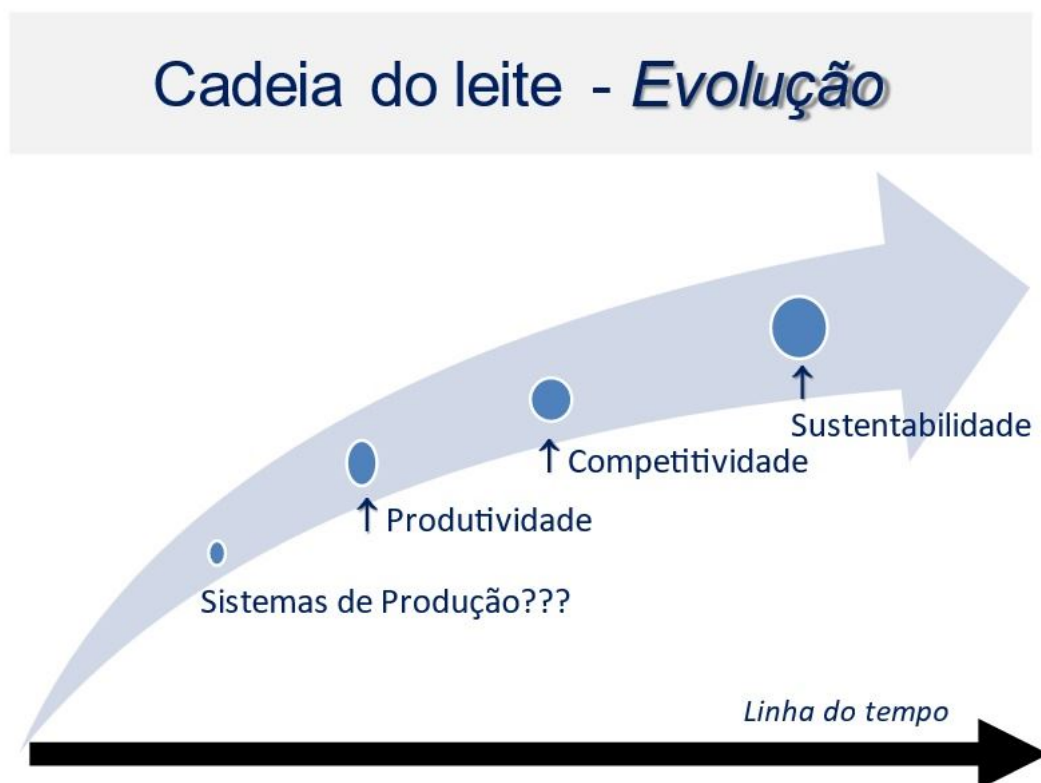 Cadeia do leite - Evolução
↑
Sustentabilidade
↑ Competitividade
↑ Produtividade
Sistemas de Produção???
Linha do tempo